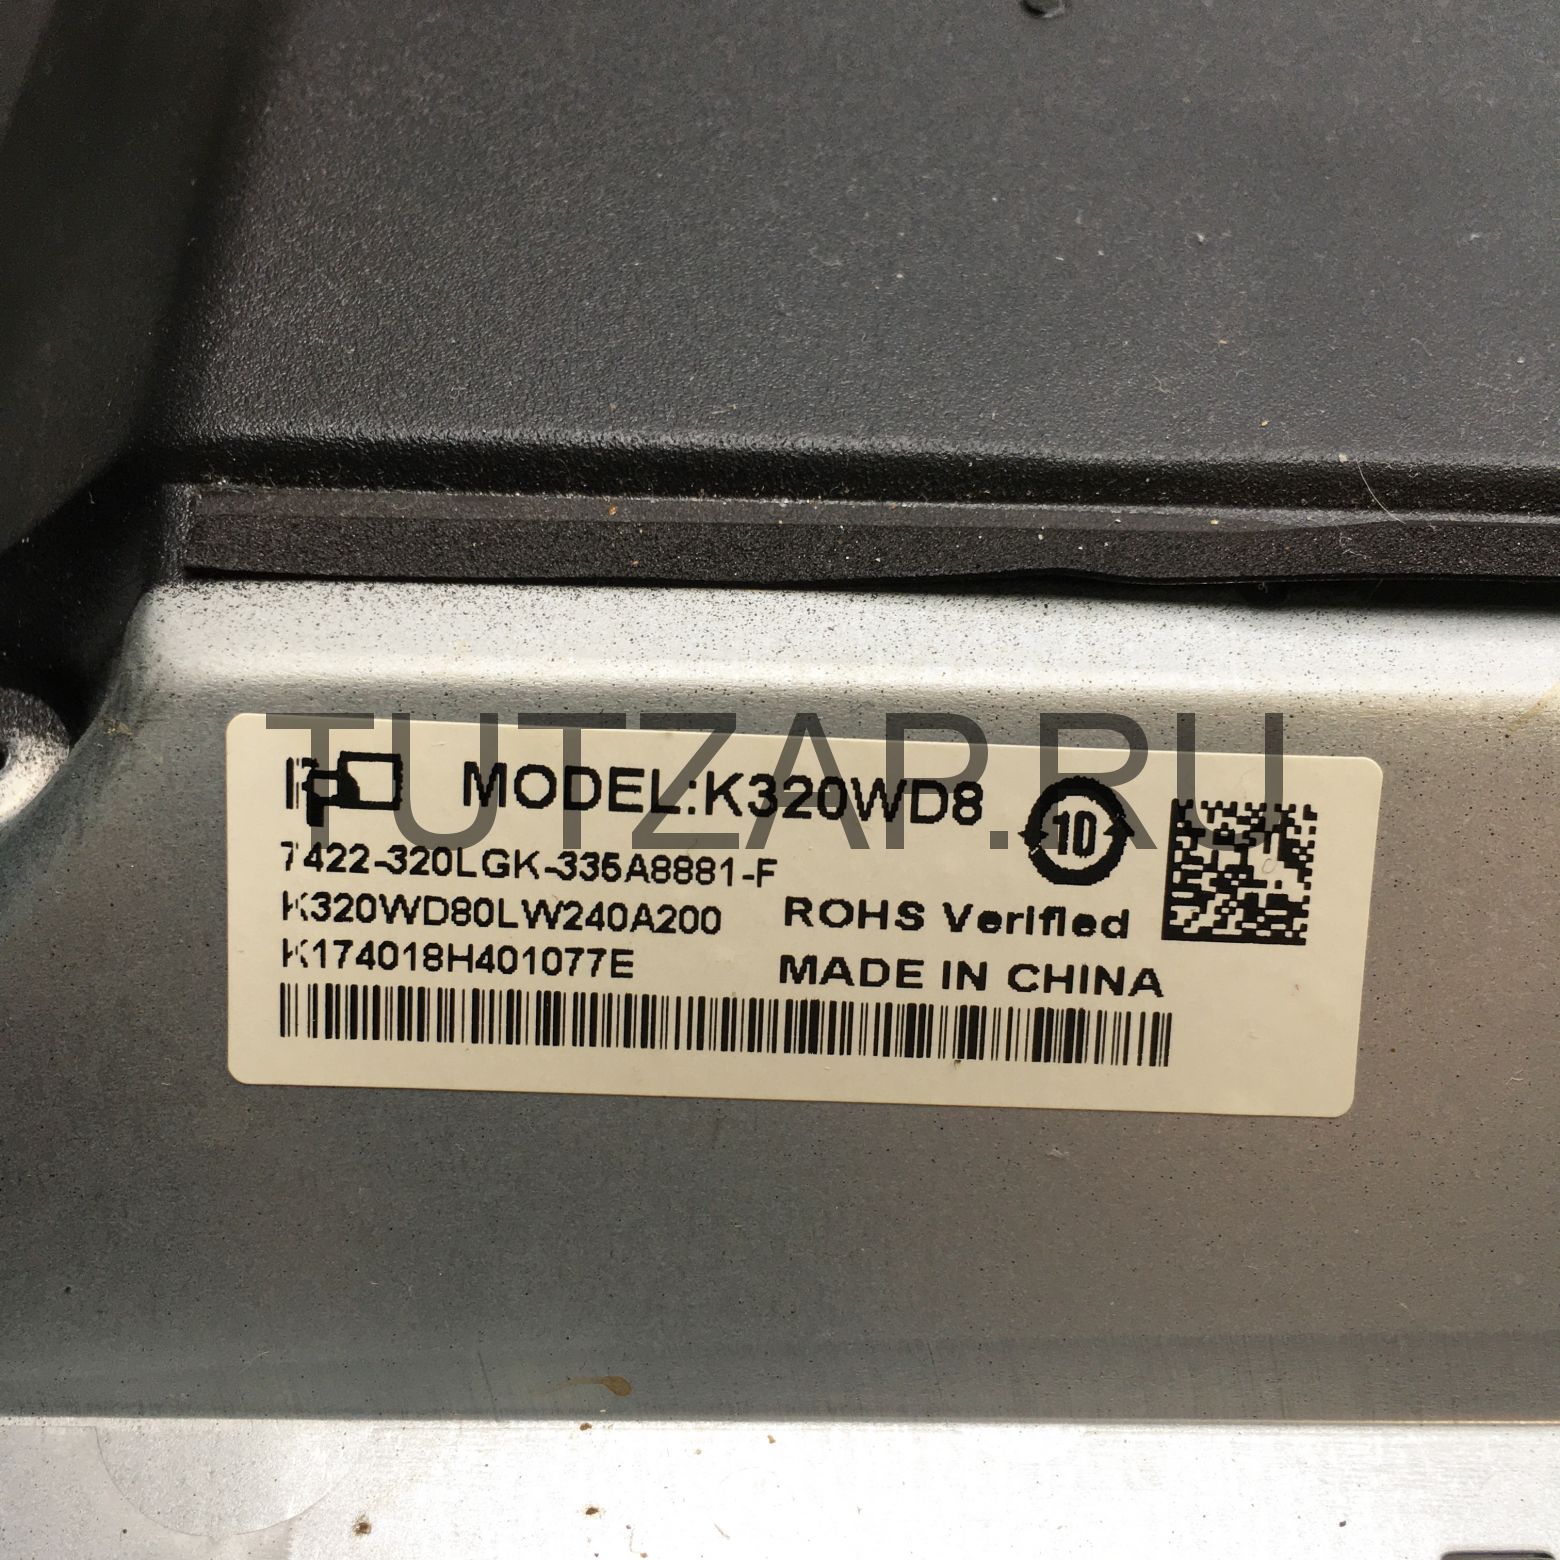 TUTZAP.RU
MODEL:K320WD8
10
7422-320LGK-335A8881-F
K320WD80LW240A200
ROHS Verified
K174018H401077E
MADE IN CHINA